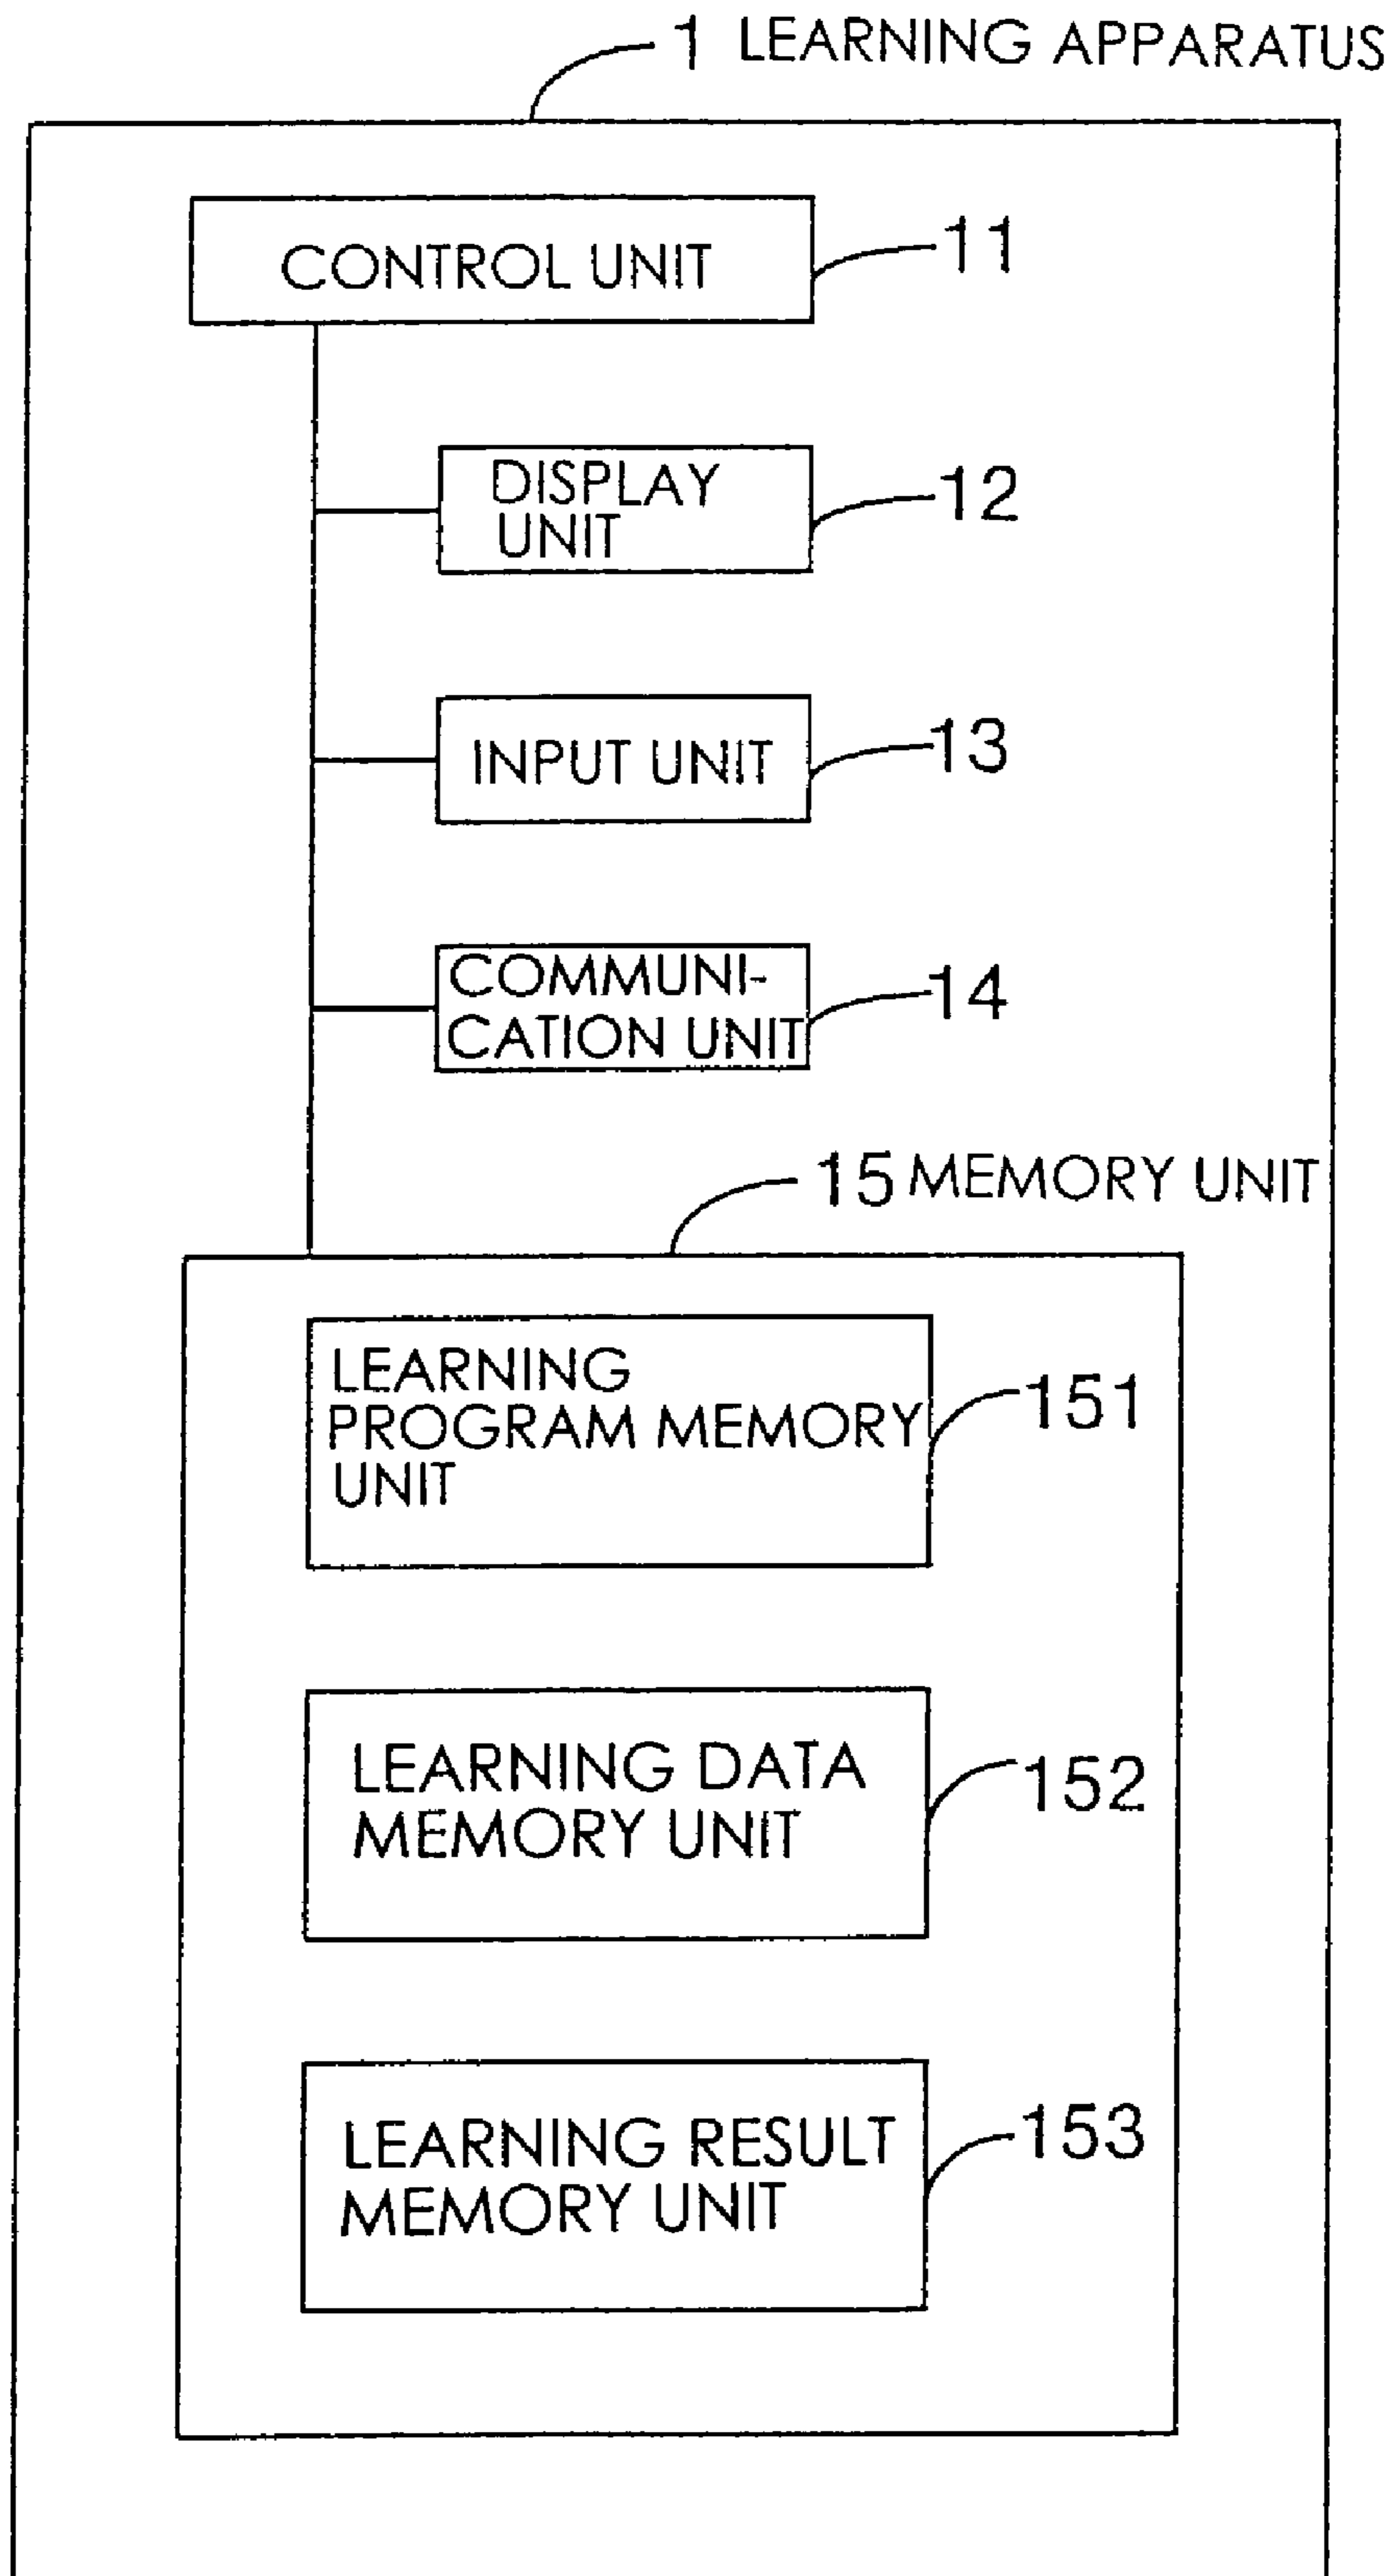 1 LEARNING APPARATUS
CONTROL UNIT
11
DISPLAY
UNIT
12
INPUT UNIT
13
COMMUNI-
CATION UNIT
14
15 MEMORY UNIT
LEARNING
PROGRAM MEMORY
UNIT
151
LEARNING DATA
MEMORY UNIT
152
LEARNING RESULT
MEMORY UNIT
153